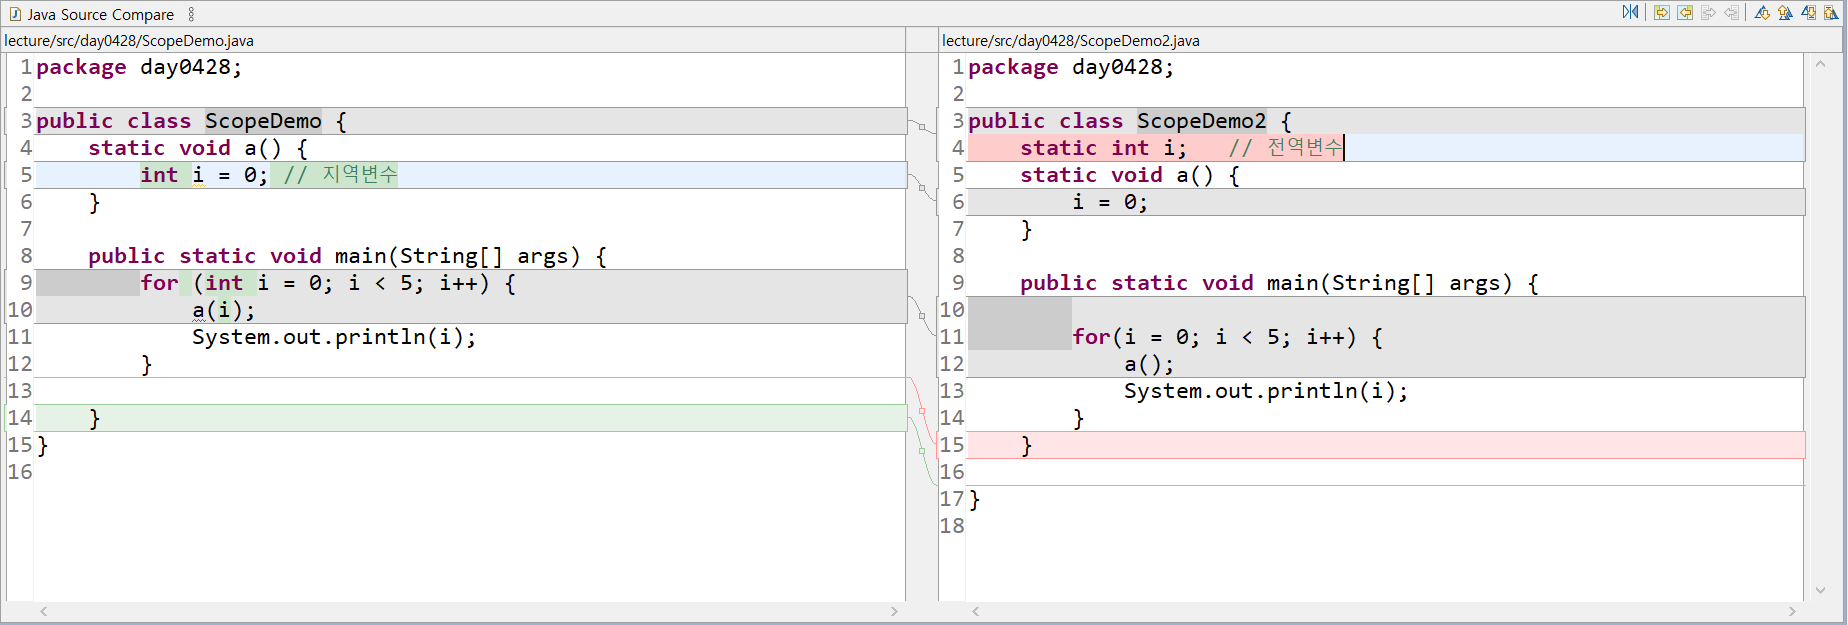 Java Source Compare
lecture/src/day0428/ScopeDemo.java
1 package day0428;
2
3 public class ScopeDemo {
4     static void a() {
5         int i = 0; // 지역변수
6     }
7
8     public static void main(String[] args) {
9         for (int i = 0; i < 5; i++) {
10             a(i);
11             System.out.println(i);
12         }
13
14     }
15 }
16
lecture/src/day0428/ScopeDemo2.java
1 package day0428;
2
3 public class ScopeDemo2 {
4     static int i;   // 전역변수
5     static void a() {
6         i = 0;
7     }
8
9     public static void main(String[] args) {
10
11         for(i = 0; i < 5; i++) {
12             a();
13             System.out.println(i);
14         }
15     }
16
17 }
18